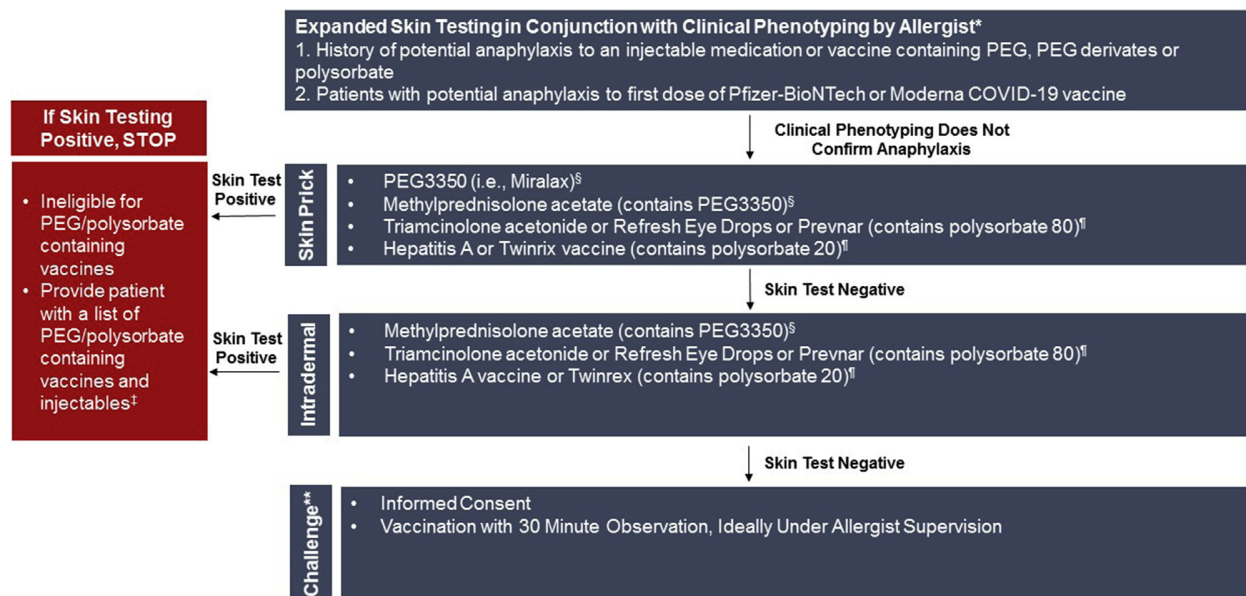 Expanded Skin Testing in Conjunction with Clinical Phenotyping by Allergist*
1. History of potential anaphylaxis to an injectable medication or vaccine containing PEG, PEG derivates or
polysorbate
2. Patients with potential anaphylaxis to first dose of Pfizer-BioNTech or Moderna COVID-19 vaccine
Clinical Phenotyping Does Not
Confirm Anaphylaxis
If Skin Testing
Positive, STOP
• Ineligible for
PEG/polysorbate
containing
vaccines
• Provide patient
with a list of
PEG/polysorbate
containing
vaccines and
injectables‡
Skin Test
Positive
Skin Prick
• PEG3350 (i.e., Miralax)§
• Methylprednisolone acetate (contains PEG3350)§
• Triamcinolone acetonide or Refresh Eye Drops or Prevnar (contains polysorbate 80)¶
• Hepatitis A or Twinrix vaccine (contains polysorbate 20)¶
Skin Test Negative
Skin Test
Positive
Intradermal
• Methylprednisolone acetate (contains PEG3350)§
• Triamcinolone acetonide or Refresh Eye Drops or Prevnar (contains polysorbate 80)¶
• Hepatitis A vaccine or Twinrex (contains polysorbate 20)¶
Skin Test Negative
Challenge**
• Informed Consent
• Vaccination with 30 Minute Observation, Ideally Under Allergist Supervision